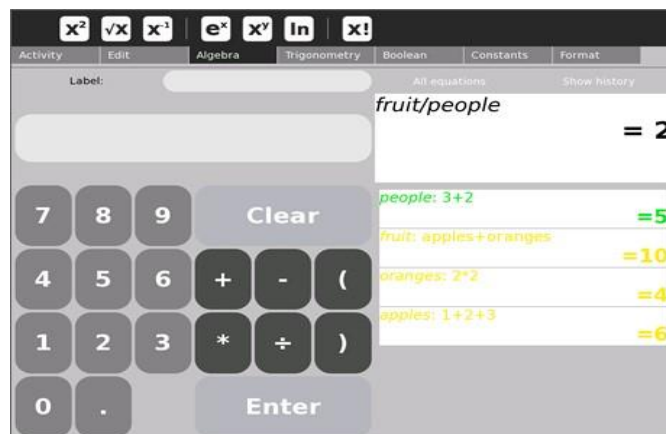 x² √x x⁻¹ eˣ xʸ ln x!
Activity Edit Algebra Trigonometry Boolean Constants Format
Label:
All equations Show history
fruit/people
= 2
7 8 9 Clear
4 5 6 + - (
1 2 3 * ÷ )
0 . Enter
people: 3+2
=5
fruit: apples+oranges
=10
oranges: 2*2
=4
apples: 1+2+3
=6